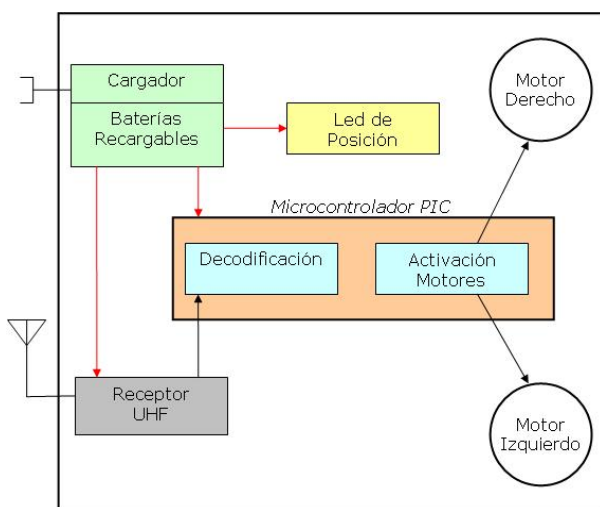 Cargador
Baterías
Recargables
Led de
Posición
Motor
Derecho
Microcontrolador PIC
Decodificación
Activación
Motores
Receptor
UHF
Motor
Izquierdo